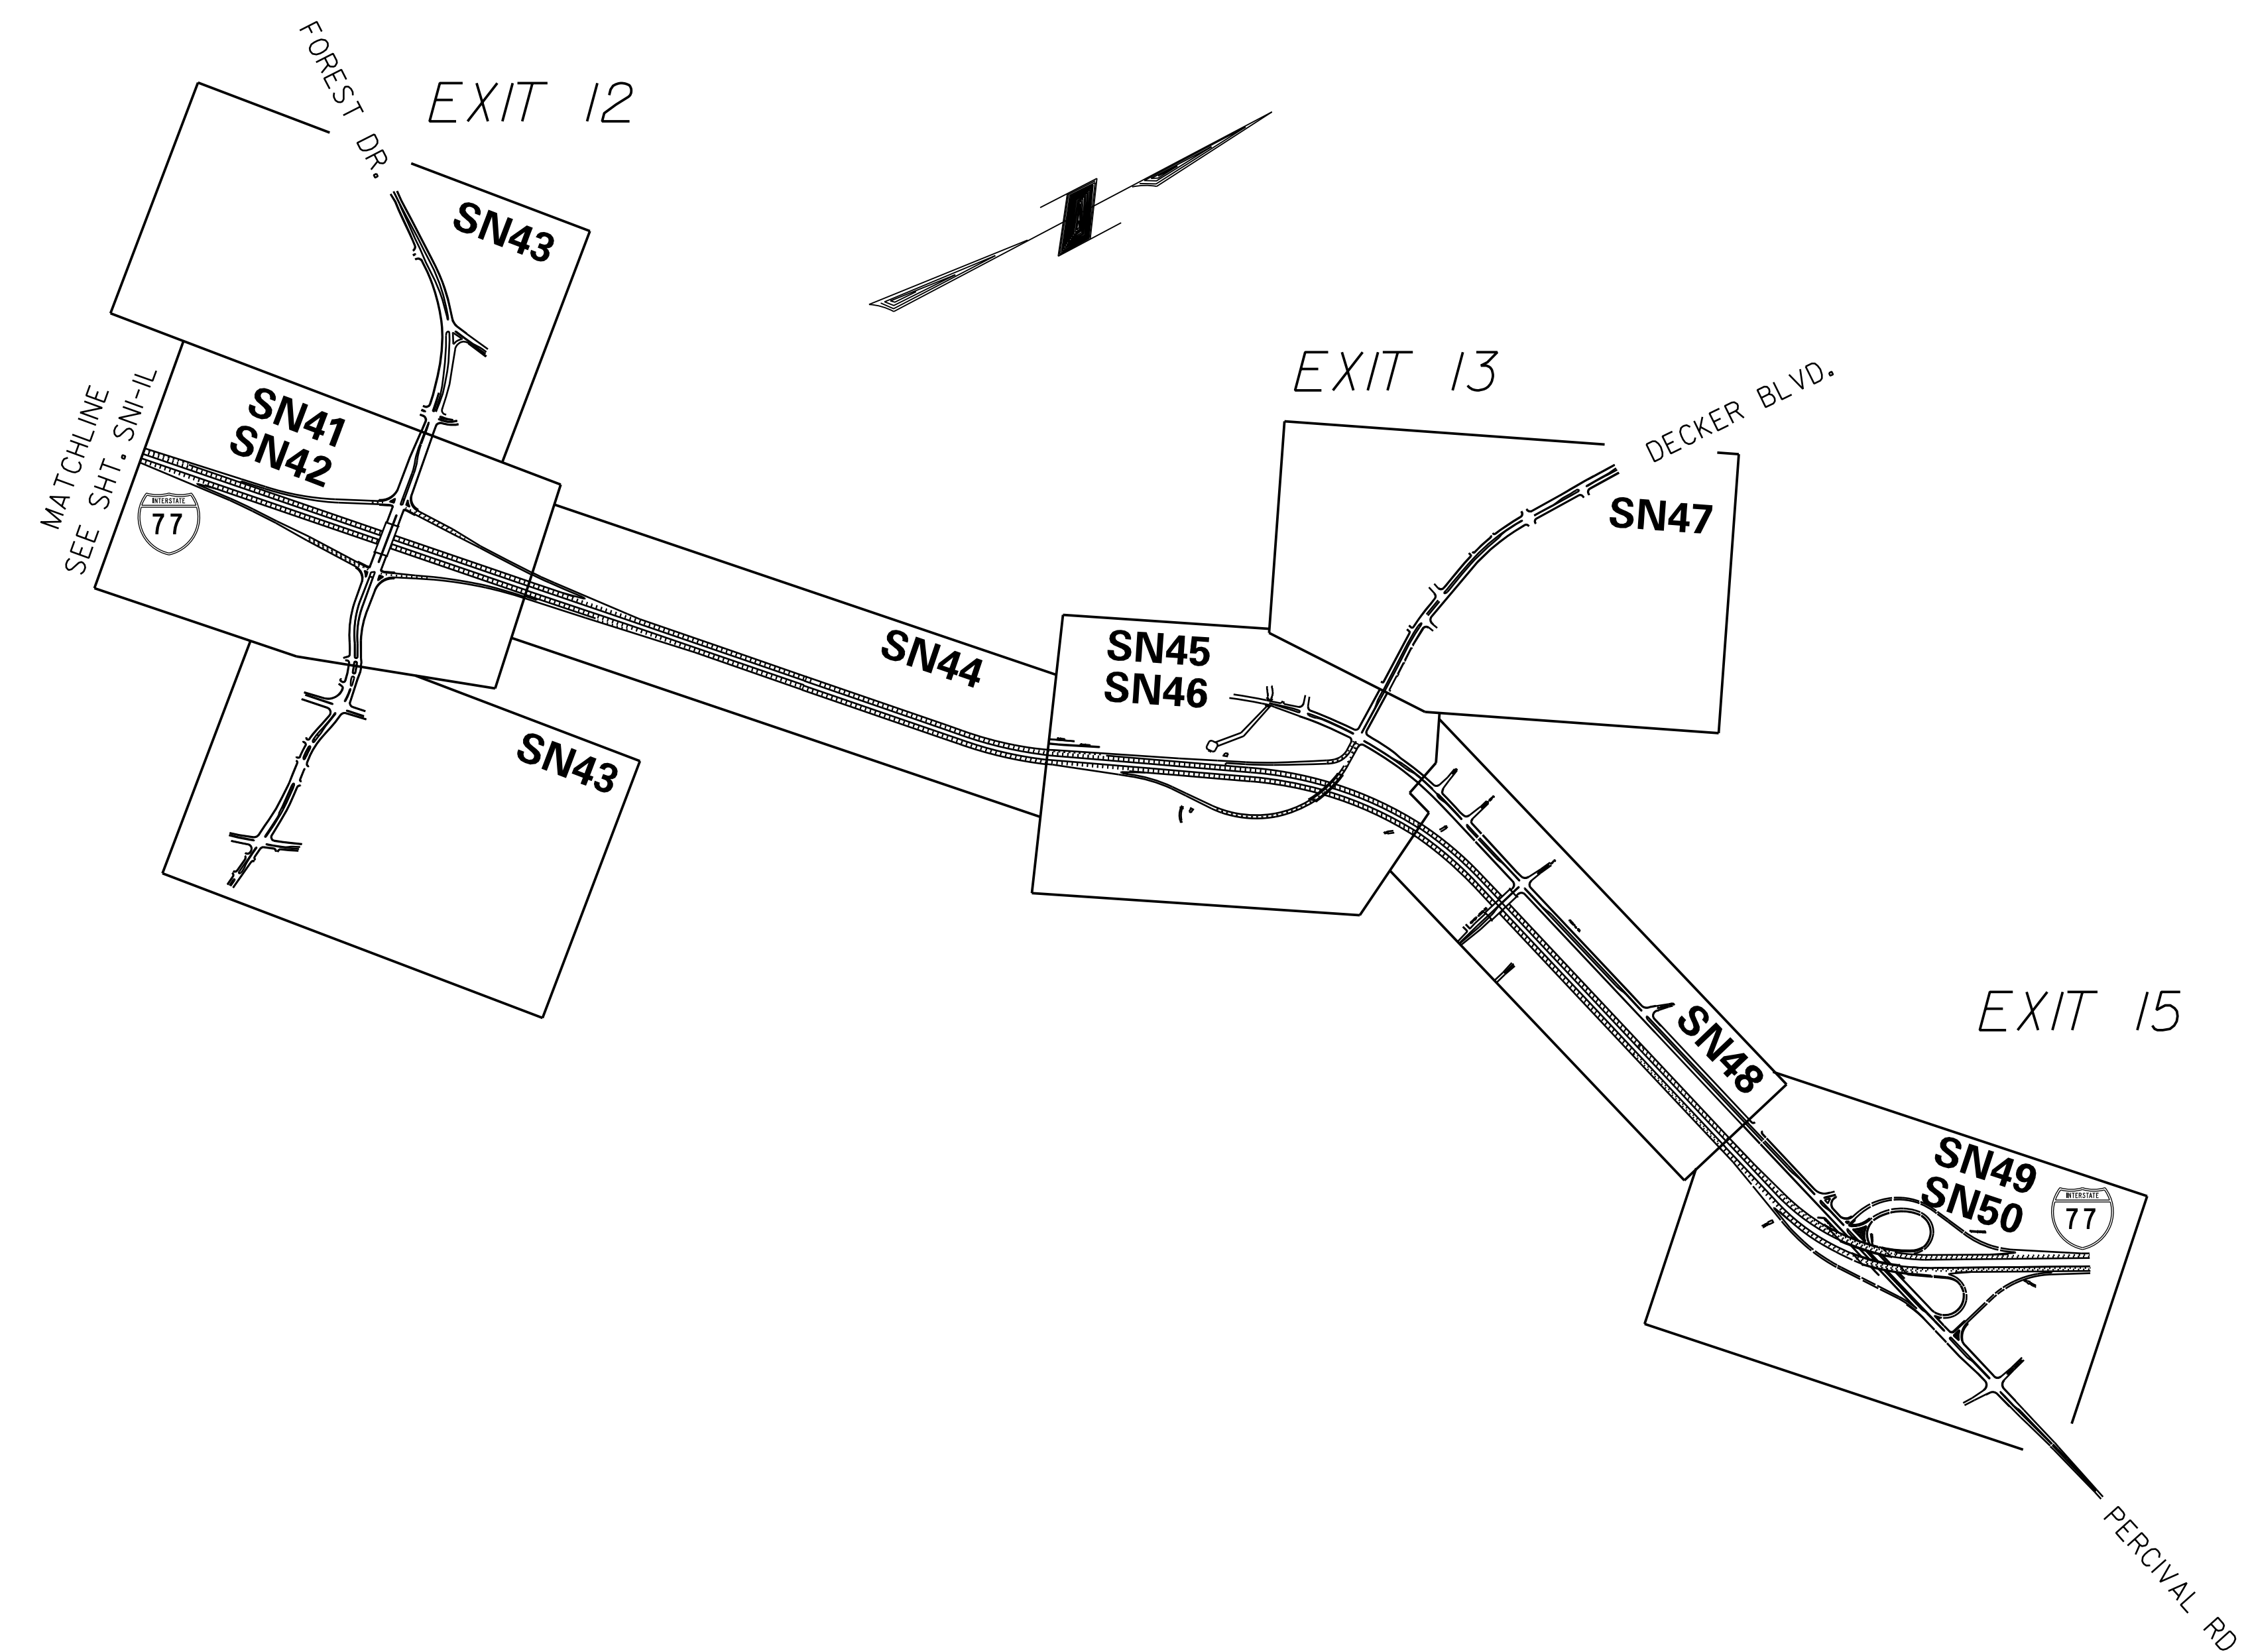 FOREST DR.
EXIT 12
SN43
MATCHLINE
SEE SHT. SNI-IL
SN41
SN42
INTERSTATE
77
SN43
SN44
EXIT 13
DECKER BLVD.
SN47
SN45
SN46
SN48
EXIT 15
SN49
SN50
INTERSTATE
77
PERCIVAL RD